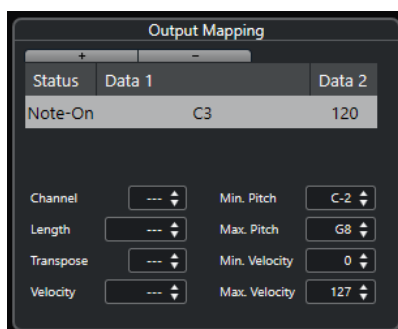 Output Mapping
+ −
Status Data 1 Data 2
Note-On C3 120
Channel --- Min. Pitch C-2
Length --- Max. Pitch G8
Transpose --- Min. Velocity 0
Velocity --- Max. Velocity 127